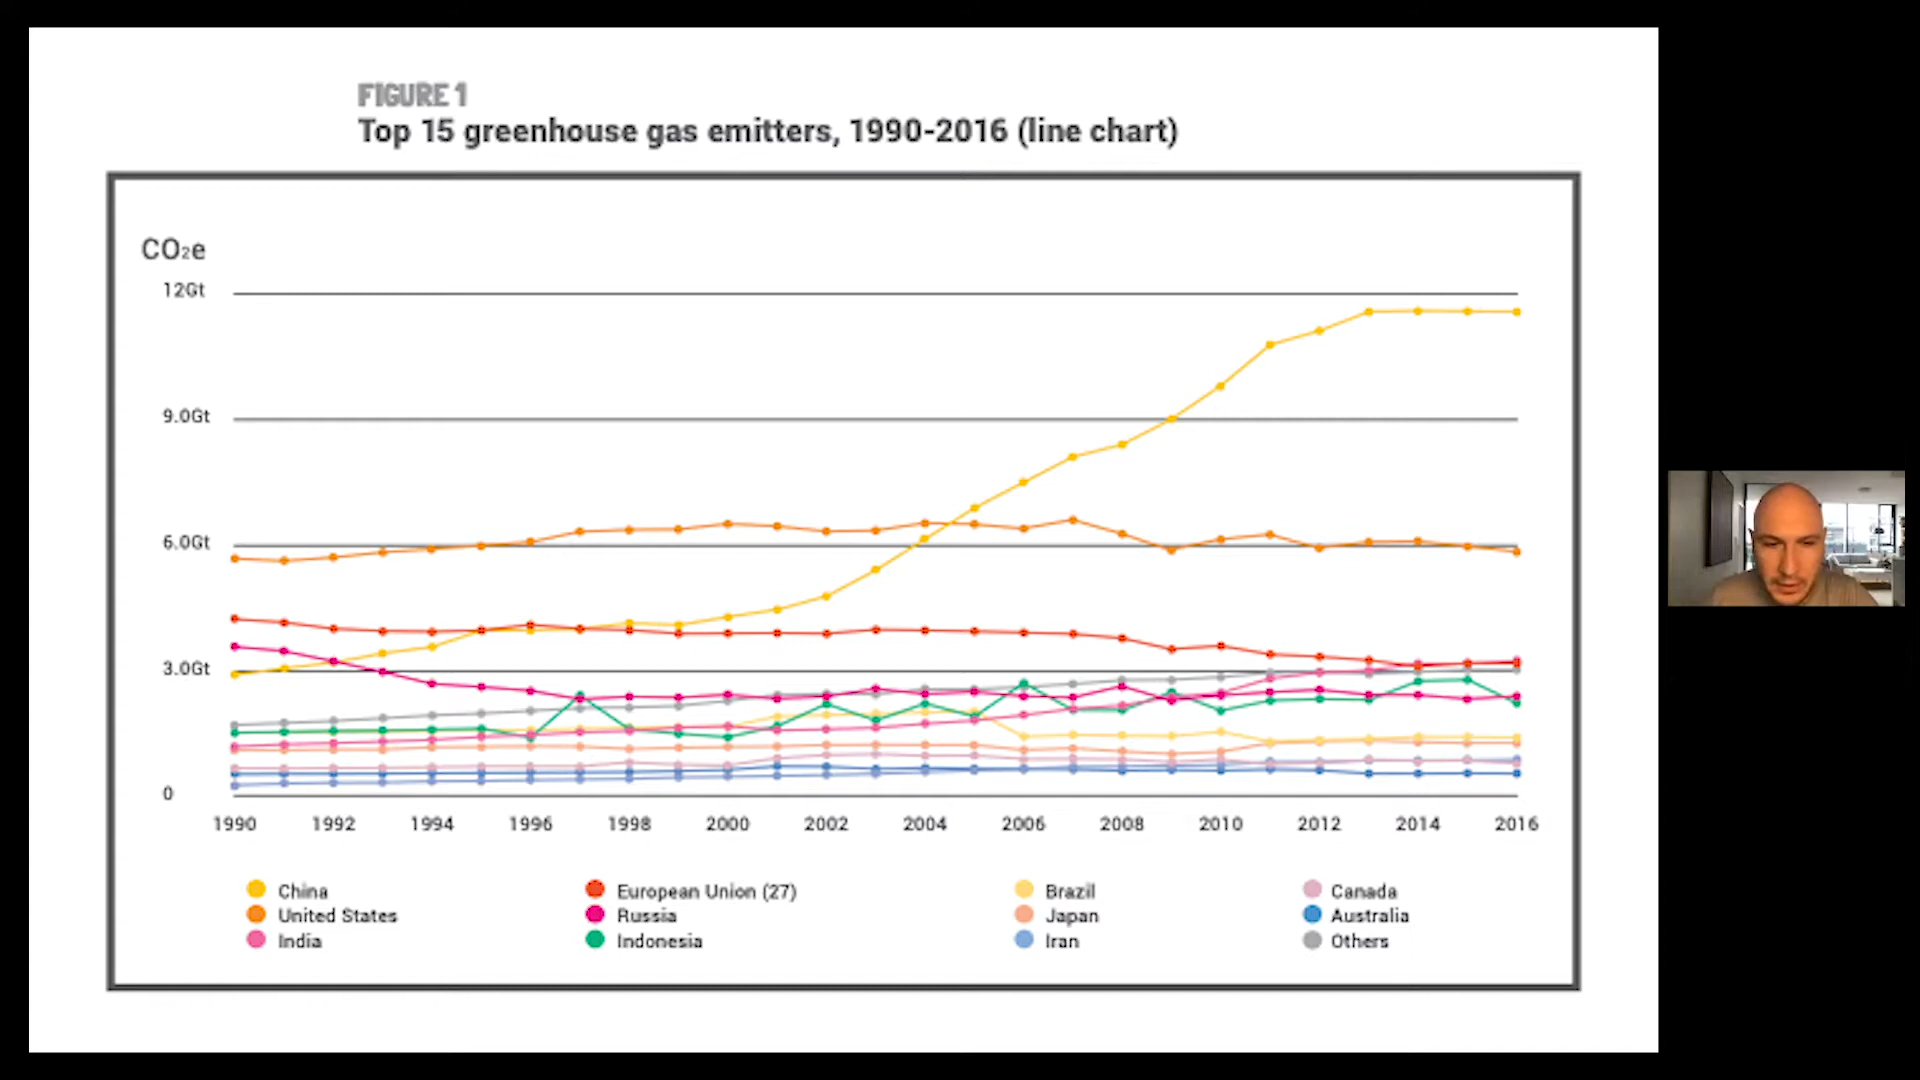 FIGURE 1
Top 15 greenhouse gas emitters, 1990-2016 (line chart)
CO₂e
12Gt
9.0Gt
6.0Gt
3.0Gt
0
1990 1992 1994 1996 1998 2000 2002 2004 2006 2008 2010 2012 2014 2016
China European Union (27) Brazil Canada
United States Russia Japan Australia
India Indonesia Iran Others